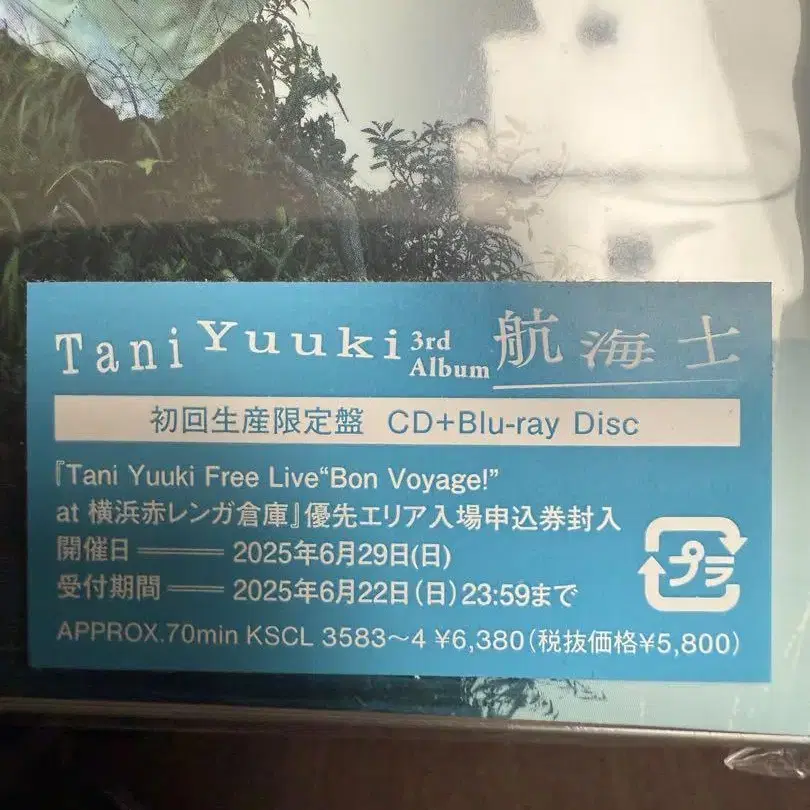 Tani Yuuki 3rd Album 航海士
初回生産限定盤 CD+Blu-ray Disc
『Tani Yuuki Free Live“Bon Voyage!”
at 横浜赤レンガ倉庫』優先エリア入場申込券封入
開催日 —— 2025年6月29日(日)
受付期間 —— 2025年6月22日(日)23:59まで
プラ
APPROX.70min KSCL 3583〜4 ¥6,380(税抜価格¥5,800)